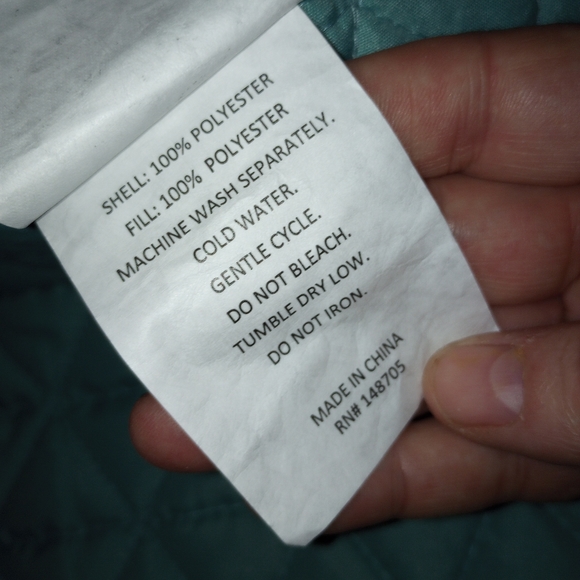 SHELL: 100% POLYESTER
FILL: 100% POLYESTER
MACHINE WASH SEPARATELY.
COLD WATER.
GENTLE CYCLE.
DO NOT BLEACH.
TUMBLE DRY LOW.
DO NOT IRON.
MADE IN CHINA
RN# 148705